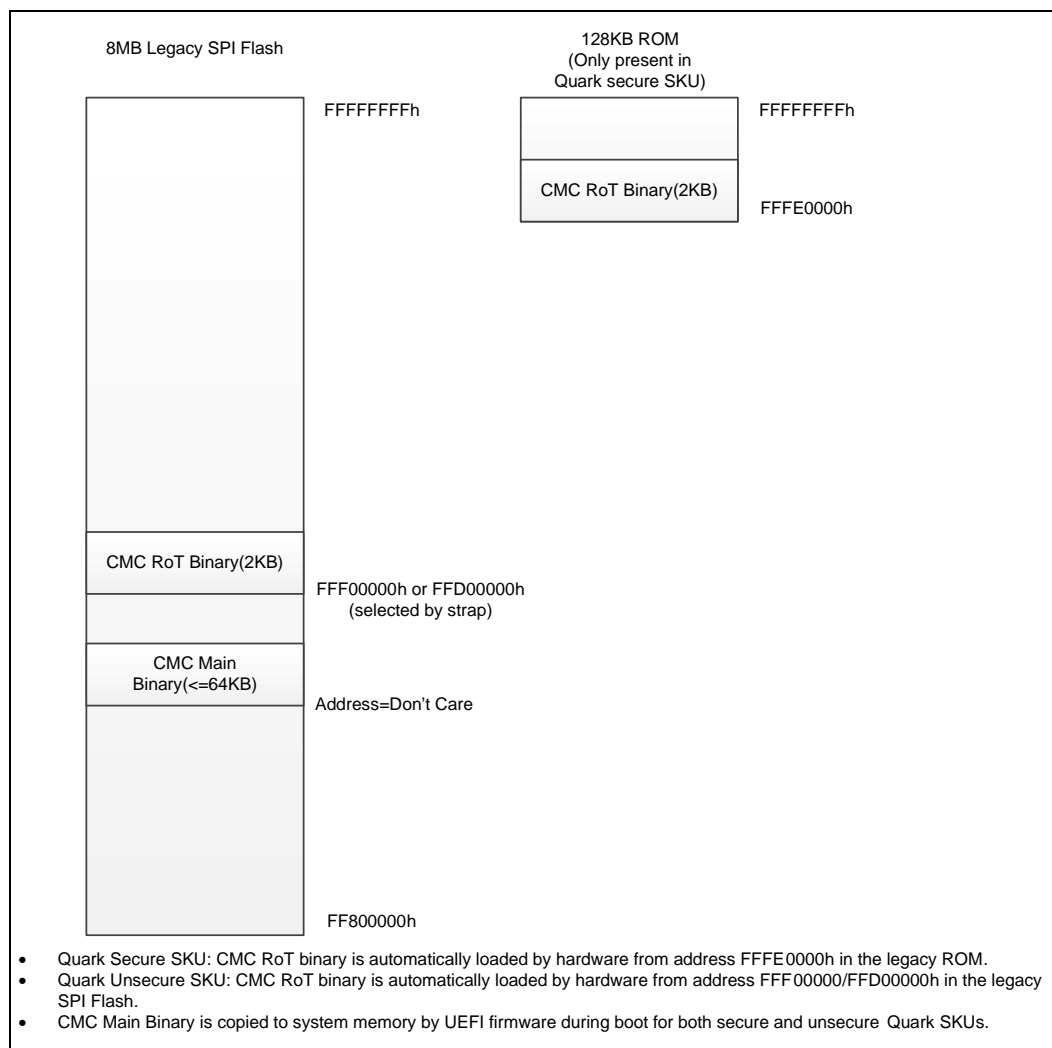 8MB Legacy SPI Flash
128KB ROM
(Only present in
Quark secure SKU)
FFFFFFFFh
FFFFFFFFh
CMC RoT Binary(2KB)
FFFE0000h
CMC RoT Binary(2KB)
FFF00000h or FFD00000h
(selected by strap)
CMC Main
Binary(<=64KB)
Address=Don't Care
FF800000h
• Quark Secure SKU: CMC RoT binary is automatically loaded by hardware from address FFFE0000h in the legacy ROM.
• Quark Unsecure SKU: CMC RoT binary is automatically loaded by hardware from address FFF00000/FFD00000h in the legacy
SPI Flash.
• CMC Main Binary is copied to system memory by UEFI firmware during boot for both secure and unsecure Quark SKUs.